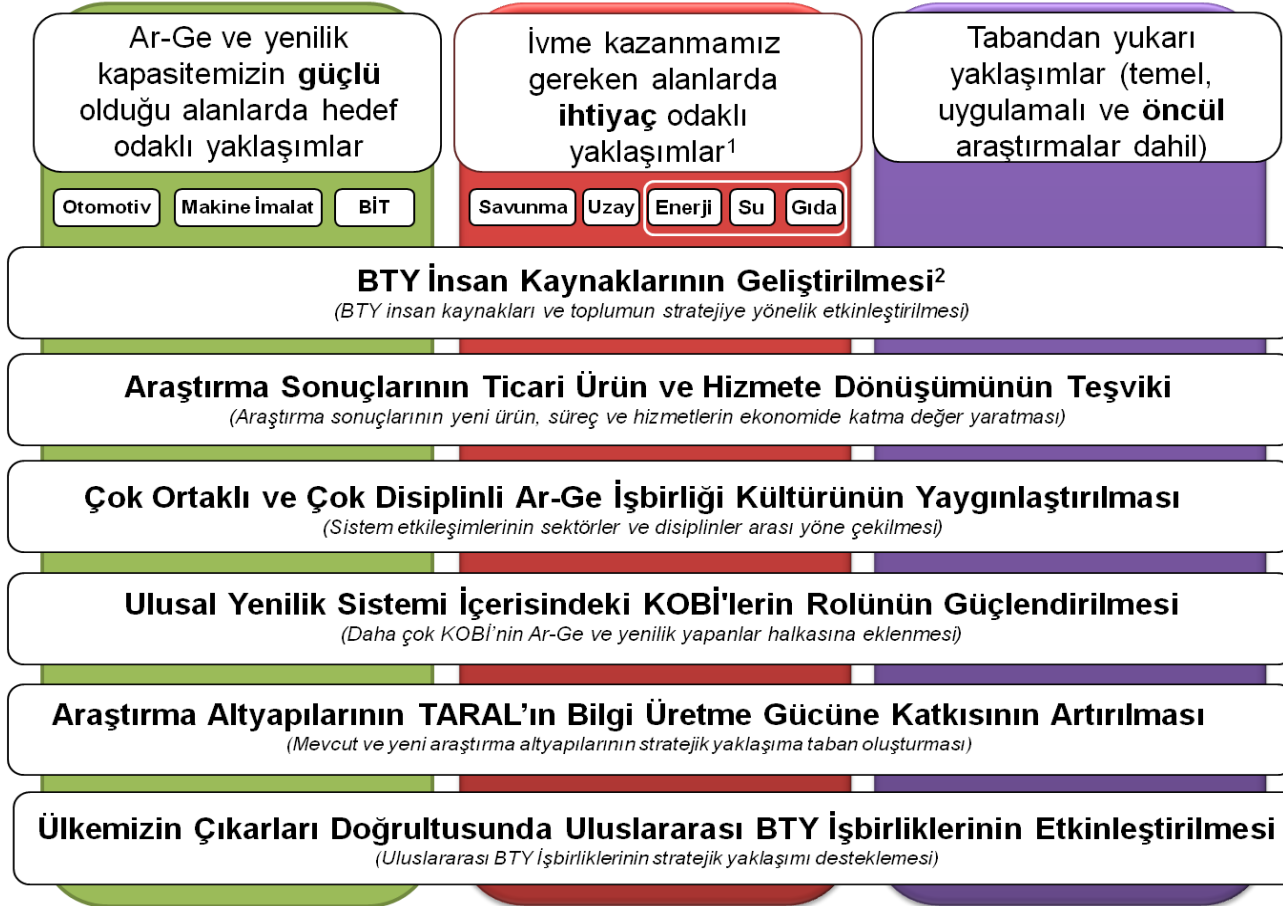 Ar-Ge ve yenilik
kapasitemizin güçlü
olduğu alanlarda hedef
odaklı yaklaşımlar
İvme kazanmamız
gereken alanlarda
ihtiyaç odaklı
yaklaşımlar¹
Tabandan yukarı
yaklaşımlar (temel,
uygulamalı ve öncül
araştırmalar dahil)
Otomotiv
Makine İmalat
BİT
Savunma
Uzay
Enerji
Su
Gıda
BTY İnsan Kaynaklarının Geliştirilmesi²
(BTY insan kaynakları ve toplumun stratejiye yönelik etkinleştirilmesi)
Araştırma Sonuçlarının Ticari Ürün ve Hizmete Dönüşümünün Teşviki
(Araştırma sonuçlarının yeni ürün, süreç ve hizmetlerin ekonomide katma değer yaratması)
Çok Ortaklı ve Çok Disiplinli Ar-Ge İşbirliği Kültürünün Yaygınlaştırılması
(Sistem etkileşimlerinin sektörler ve disiplinler arası yöne çekilmesi)
Ulusal Yenilik Sistemi İçerisindeki KOBİ'lerin Rolünün Güçlendirilmesi
(Daha çok KOBİ’nin Ar-Ge ve yenilik yapanlar halkasına eklenmesi)
Araştırma Altyapılarının TARAL’ın Bilgi Üretme Gücüne Katkısının Artırılması
(Mevcut ve yeni araştırma altyapılarının stratejik yaklaşıma taban oluşturması)
Ülkemizin Çıkarları Doğrultusunda Uluslararası BTY İşbirliklerinin Etkinleştirilmesi
(Uluslararası BTY İşbirliklerinin stratejik yaklaşımı desteklemesi)